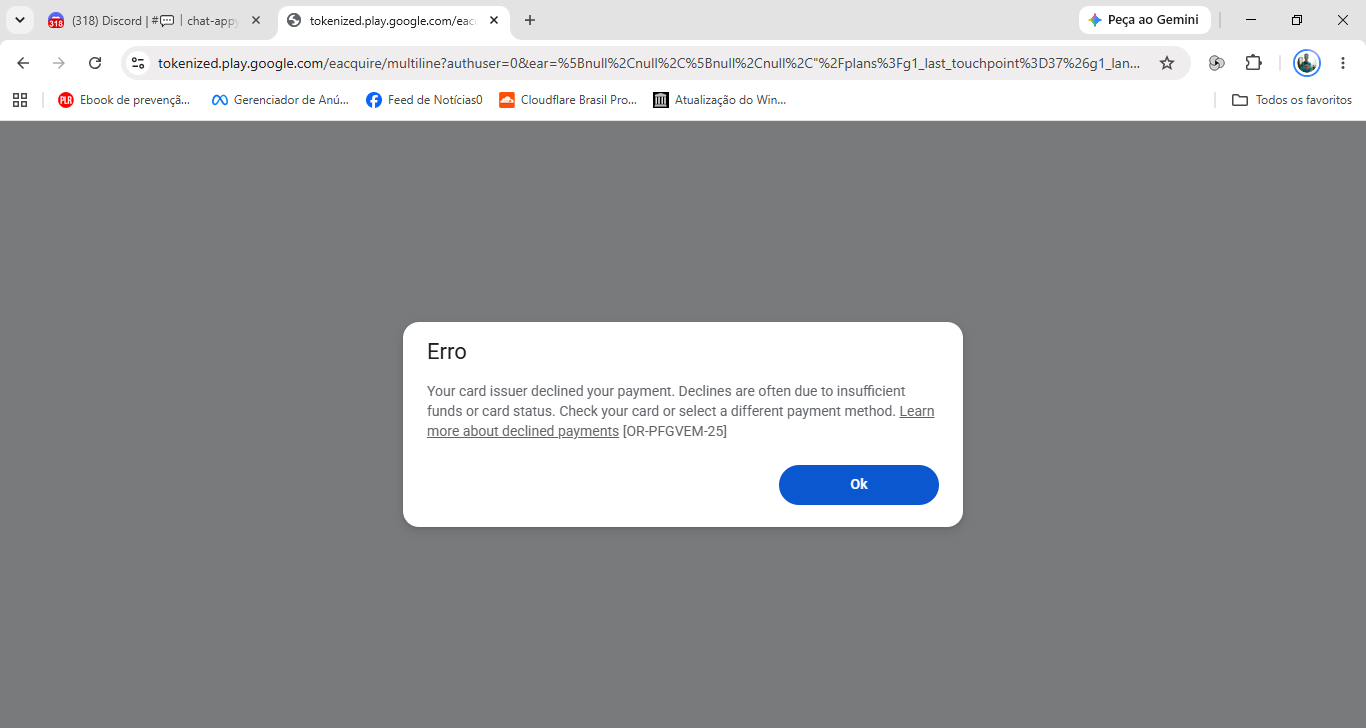 (318) Discord | #💬 | chat-appy
tokenized.play.google.com/eac
Peça ao Gemini
tokenized.play.google.com/eacquire/multiline?authuser=0&ear=%5Bnull%2Cnull%2C%5Bnull%2Cnull%2C"%2Fplans%3Fg1_last_touchpoint%3D37%26g1_lan...
PLR Ebook de prevençã...
Gerenciador de Anú...
Feed de Notícias0
Cloudflare Brasil Pro...
Atualização do Win...
Todos os favoritos
Erro
Your card issuer declined your payment. Declines are often due to insufficient
funds or card status. Check your card or select a different payment method. Learn
more about declined payments [OR-PFGVEM-25]
Ok